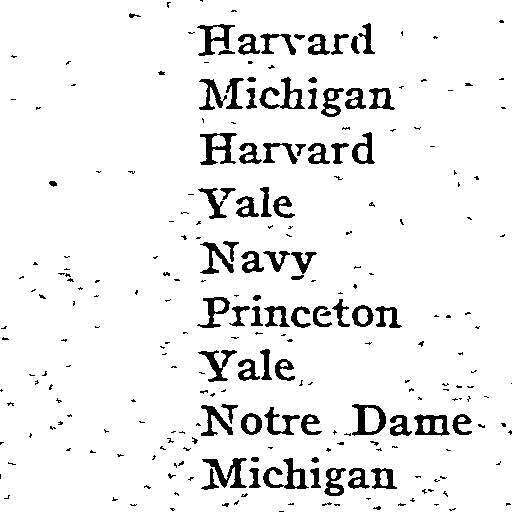 Harvard
Michigan
Harvard
Yale
Navy
Princeton
Yale
Notre Dame
Michigan